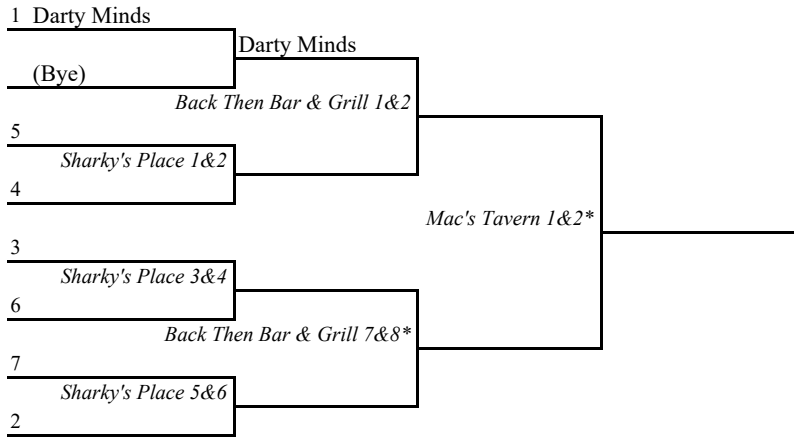 1 Darty Minds
Darty Minds
(Bye)
Back Then Bar & Grill 1&2
5
Sharky's Place 1&2
4
Mac's Tavern 1&2*
3
Sharky's Place 3&4
6
Back Then Bar & Grill 7&8*
7
Sharky's Place 5&6
2